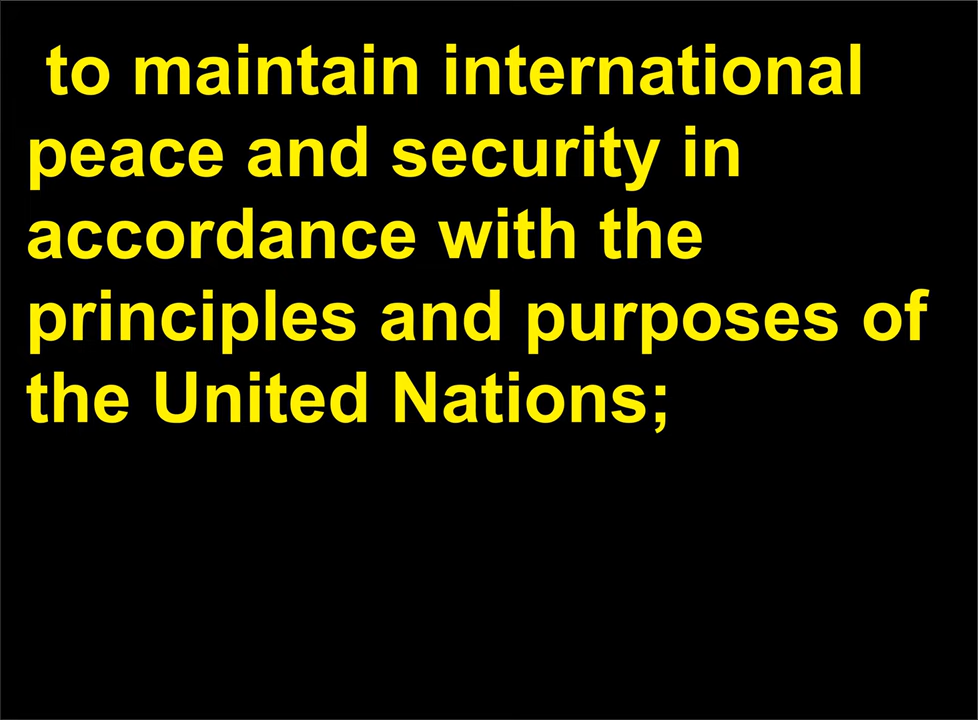 to maintain international
peace and security in
accordance with the
principles and purposes of
the United Nations;